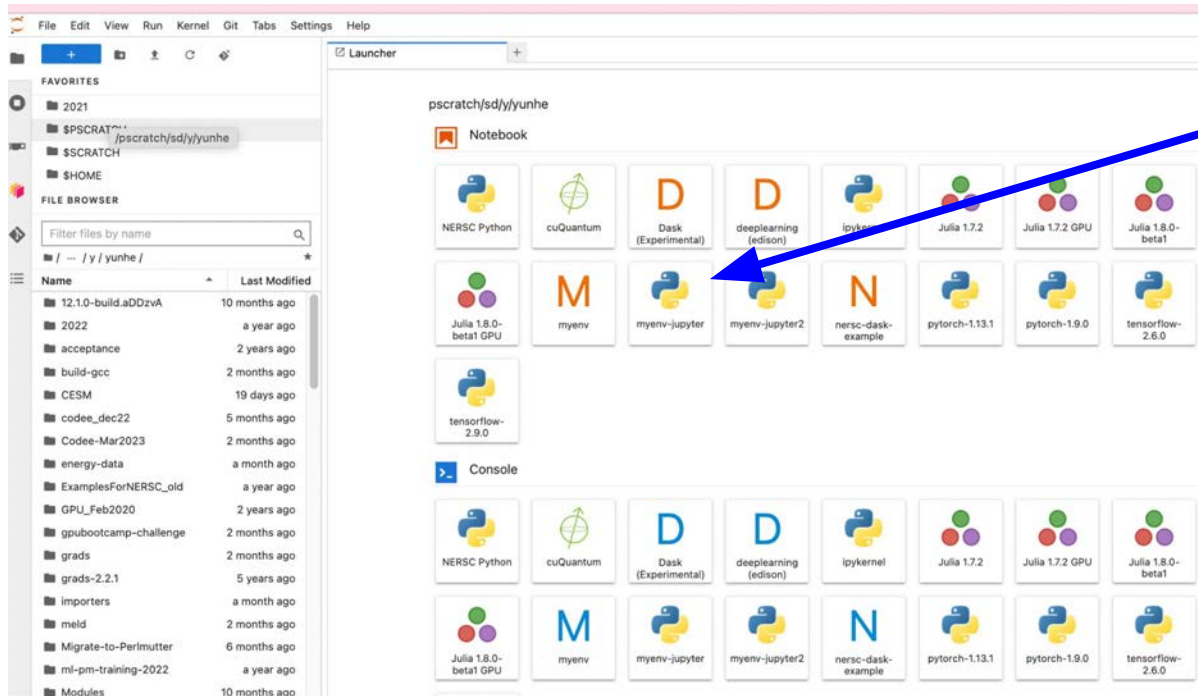 File Edit View Run Kernel Git Tabs Settings Help
+
Launcher
+
FAVORITES
2021
$PSCRATCH
/pscratch/sd/y/yunhe
$SCRATCH
$HOME
FILE BROWSER
Filter files by name
/ ··· / y / yunhe /
Name Last Modified
12.1.0-build.aDDzvA 10 months ago
2022 a year ago
acceptance 2 years ago
build-gcc 2 months ago
CESM 19 days ago
codee_dec22 5 months ago
Codee-Mar2023 2 months ago
energy-data a month ago
ExamplesForNERSC_old a year ago
GPU_Feb2020 2 years ago
gpubootcamp-challenge 2 months ago
grads 2 months ago
grads-2.2.1 5 years ago
importers a month ago
meld 2 months ago
Migrate-to-Perlmutter 6 months ago
ml-pm-training-2022 a year ago
Modules 10 months ago
pscratch/sd/y/yunhe
Notebook
D D
NERSC Python cuQuantum Dask deeplearning ipykernel Julia 1.7.2 Julia 1.7.2 GPU Julia 1.8.0-
(Experimental) (edison) beta1
M N
Julia 1.8.0- myenv myenv-jupyter myenv-jupyter2 nersc-dask- pytorch-1.13.1 pytorch-1.9.0 tensorflow-
beta1 GPU example 2.6.0
tensorflow-
2.9.0
Console
D D
NERSC Python cuQuantum Dask deeplearning ipykernel Julia 1.7.2 Julia 1.7.2 GPU Julia 1.8.0-
(Experimental) (edison) beta1
M N
Julia 1.8.0- myenv myenv-jupyter myenv-jupyter2 nersc-dask- pytorch-1.13.1 pytorch-1.9.0 tensorflow-
beta1 GPU example 2.6.0